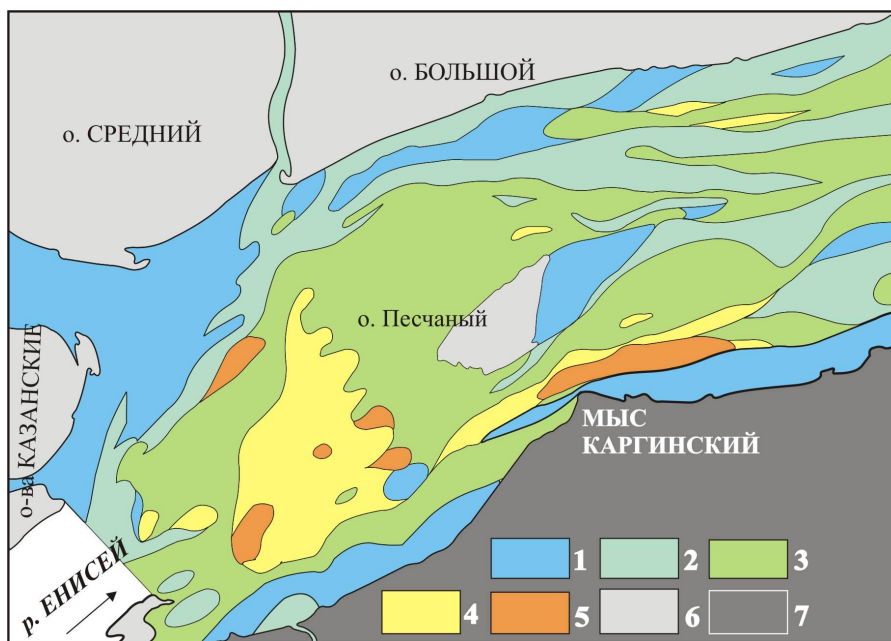 о. БОЛЬШОЙ
о. СРЕДНИЙ
о. Песчаный
о-ва КАЗАНСКИЕ
МЫС
КАРГИНСКИЙ
р. ЕНИСЕЙ
1 2 3
4 5 6 7